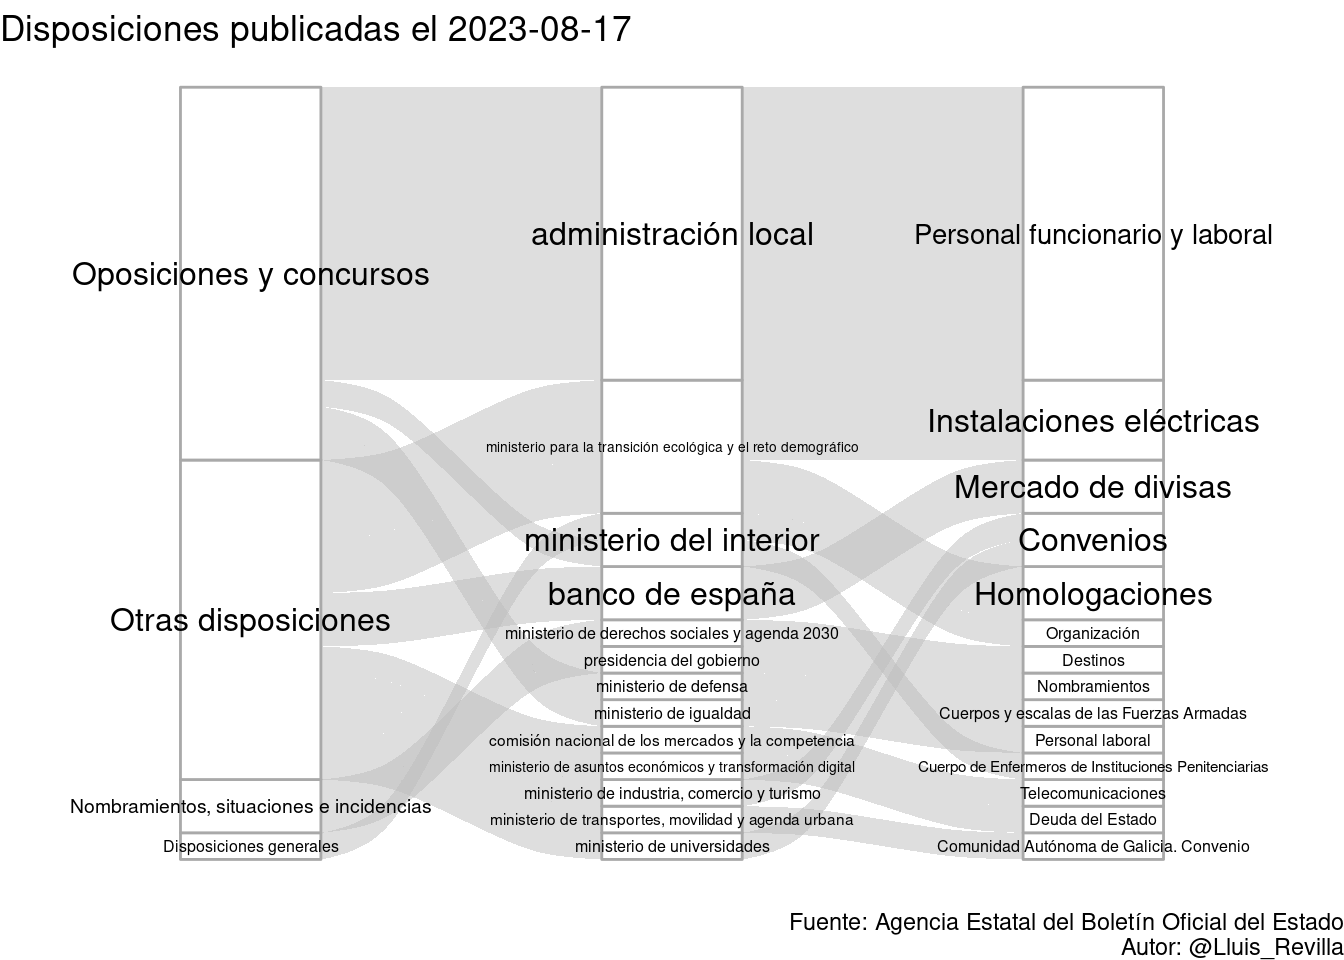 Disposiciones publicadas el 2023-08-17
Oposiciones y concursos
Otras disposiciones
Nombramientos, situaciones e incidencias
Disposiciones generales
administración local
ministerio para la transición ecológica y el reto demográfico
ministerio del interior
banco de españa
ministerio de derechos sociales y agenda 2030
presidencia del gobierno
ministerio de defensa
ministerio de igualdad
comisión nacional de los mercados y la competencia
ministerio de asuntos económicos y transformación digital
ministerio de industria, comercio y turismo
ministerio de transportes, movilidad y agenda urbana
ministerio de universidades
Personal funcionario y laboral
Instalaciones eléctricas
Mercado de divisas
Convenios
Homologaciones
Organización
Destinos
Nombramientos
Cuerpos y escalas de las Fuerzas Armadas
Personal laboral
Cuerpo de Enfermeros de Instituciones Penitenciarias
Telecomunicaciones
Deuda del Estado
Comunidad Autónoma de Galicia. Convenio
Fuente: Agencia Estatal del Boletín Oficial del Estado
Autor: @Lluis_Revilla